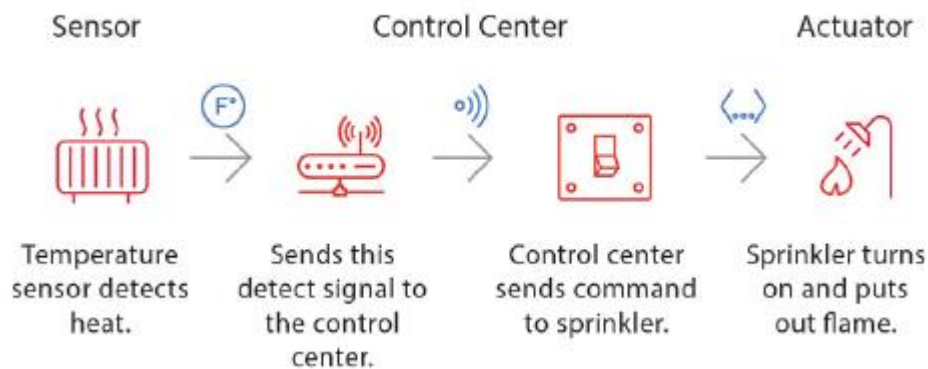 Sensor
Control Center
Actuator
F°
Temperature
sensor detects
heat.
Sends this
detect signal to
the control
center.
Control center
sends command
to sprinkler.
Sprinkler turns
on and puts
out flame.